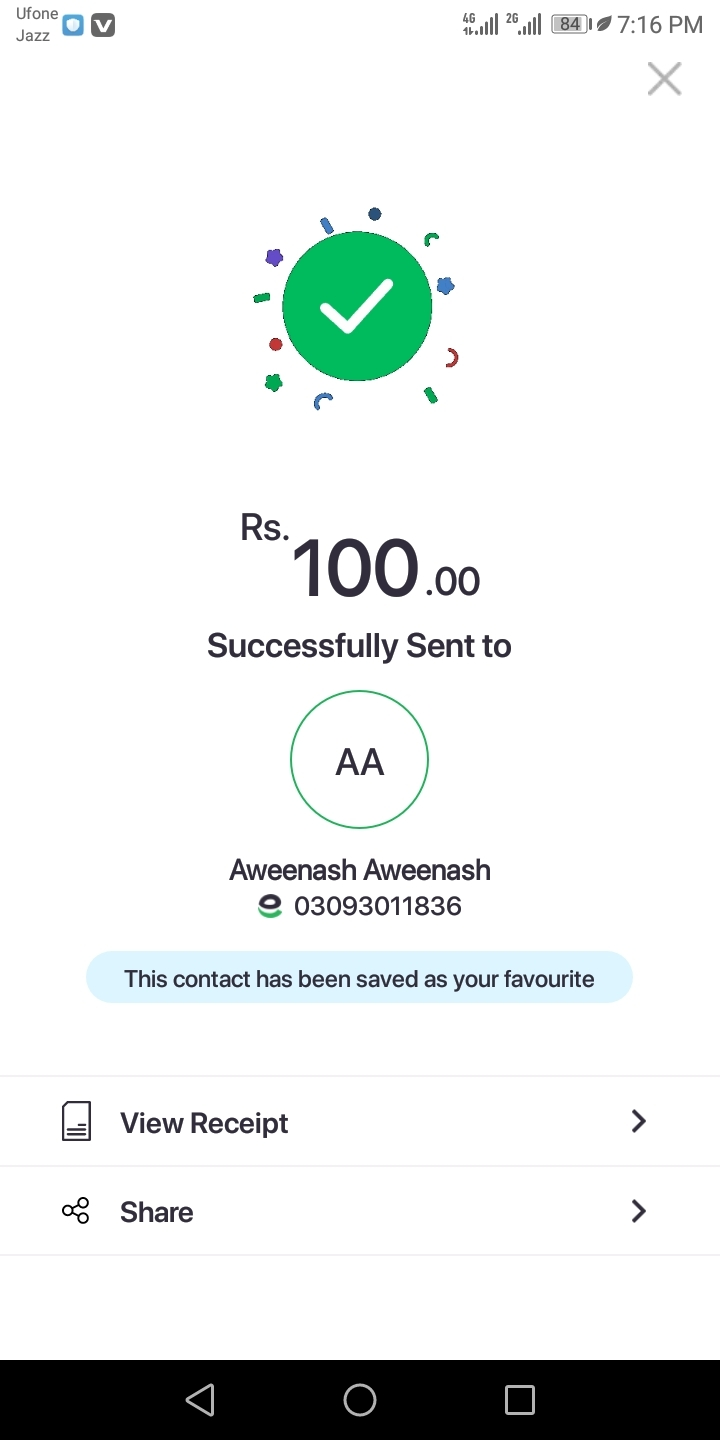 Ufone
Jazz
4G 2G 84 7:16 PM
Rs.100.00
Successfully Sent to
AA
Aweenash Aweenash
03093011836
This contact has been saved as your favourite
View Receipt
Share